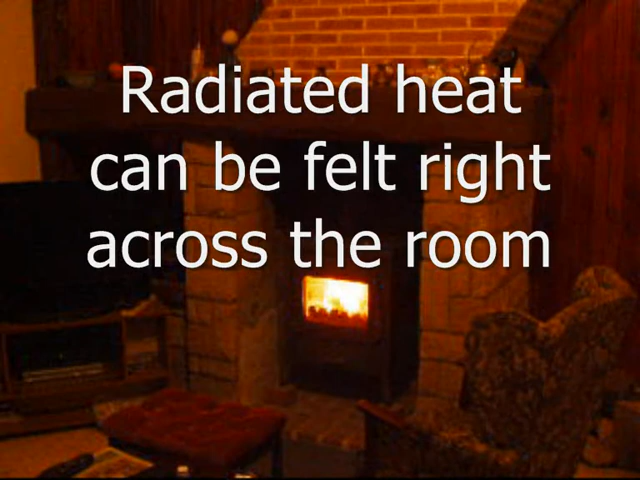 Radiated heat
can be felt right
across the room